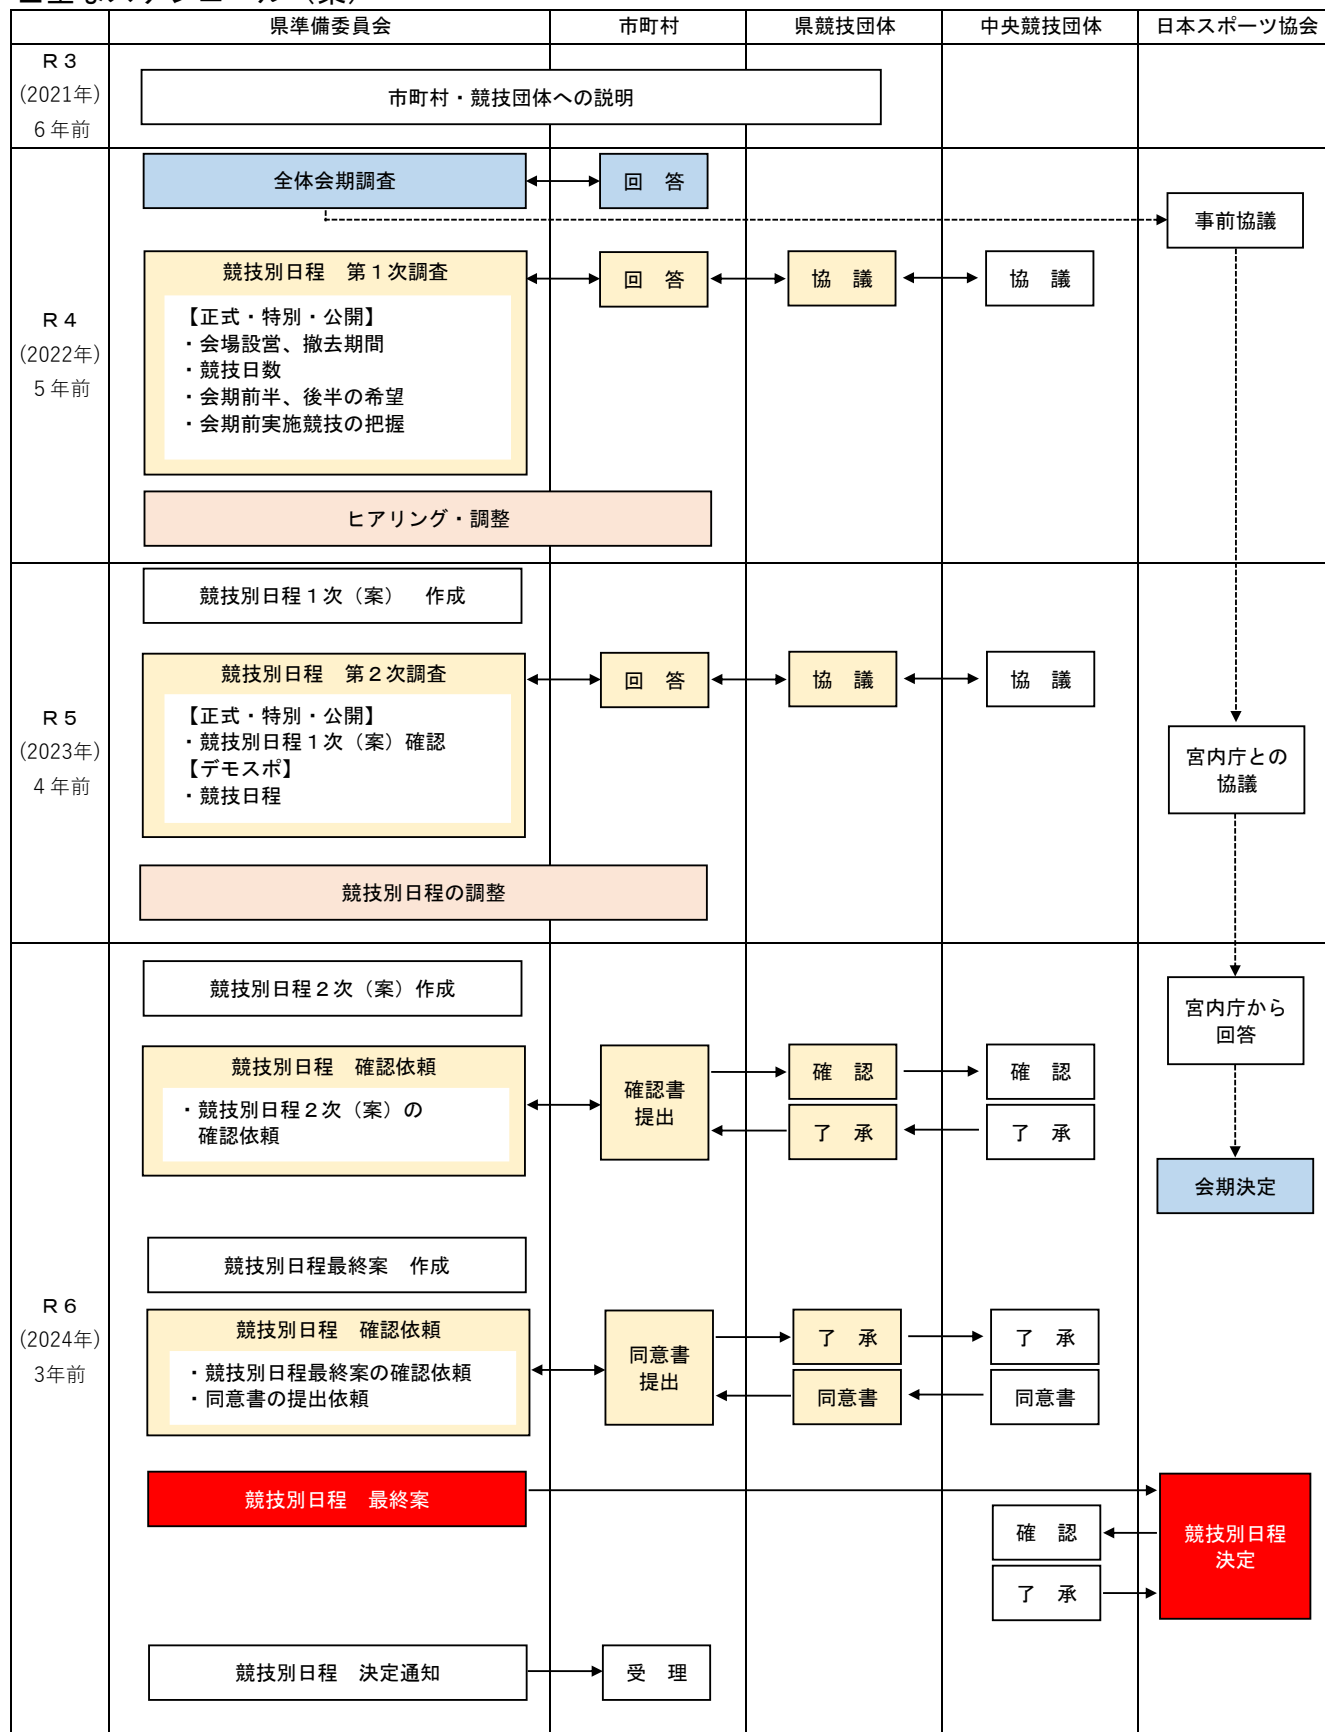 主なスケジュール（案）
県準備委員会
市町村
県競技団体
中央競技団体
日本スポーツ協会
Ｒ３
(2021年)
６年前
市町村・競技団体への説明
Ｒ４
(2022年)
５年前
全体会期調査
回　答
事前協議
競技別日程　第１次調査
【正式・特別・公開】
・会場設営、撤去期間
・競技日数
・会期前半、後半の希望
・会期前実施競技の把握
回　答
協　議
協　議
ヒアリング・調整
Ｒ５
(2023年)
４年前
競技別日程１次（案）　作成
競技別日程　第２次調査
【正式・特別・公開】
・競技別日程１次（案）確認
【デモスポ】
・競技日程
回　答
協　議
協　議
宮内庁との
協議
競技別日程の調整
Ｒ６
(2024年)
3年前
競技別日程２次（案）作成
宮内庁から
回答
競技別日程　確認依頼
・競技別日程２次（案）の
確認依頼
確認書
提出
確　認
確　認
了　承
了　承
会期決定
競技別日程最終案　作成
競技別日程　確認依頼
・競技別日程最終案の確認依頼
・同意書の提出依頼
同意書
提出
了　承
了　承
同意書
同意書
競技別日程　最終案
確　認
了　承
競技別日程
決定
競技別日程　決定通知
受　理